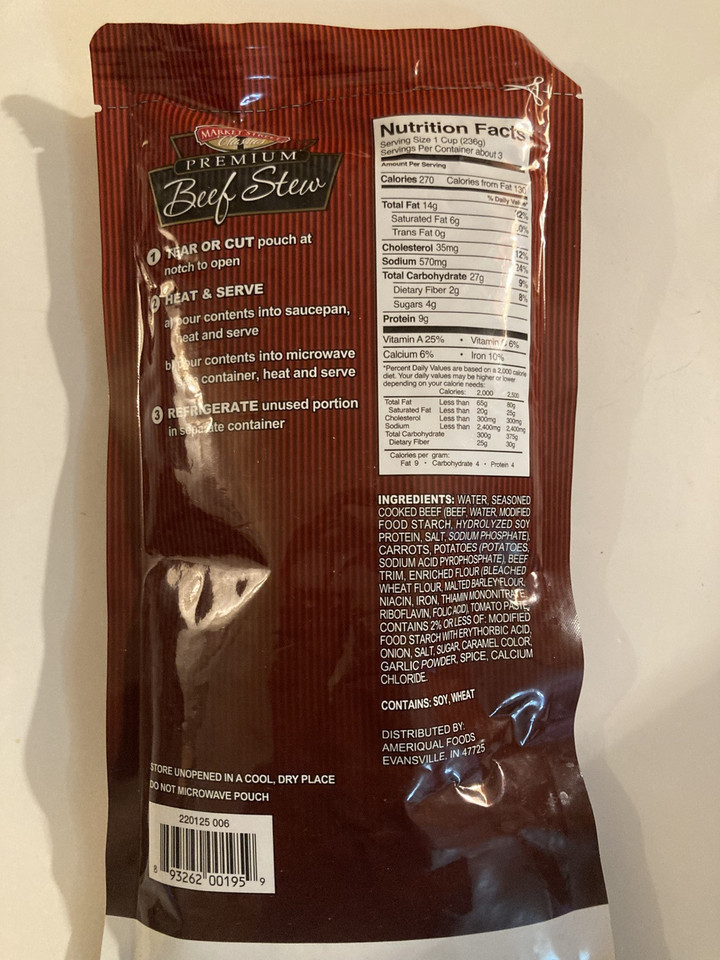 MARKET STREET
Classics
PREMIUM
Beef Stew
1 TEAR OR CUT pouch at
notch to open
2 HEAT & SERVE
a) pour contents into saucepan,
heat and serve
b) pour contents into microwave
container, heat and serve
3 REFRIGERATE unused portion
in separate container
STORE UNOPENED IN A COOL, DRY PLACE
DO NOT MICROWAVE POUCH
220125 006
8 93262 00195 9
Nutrition Facts
Serving Size 1 Cup (236g)
Servings Per Container about 3
Amount Per Serving
Calories 270 Calories from Fat 130
% Daily Value*
Total Fat 14g 22%
Saturated Fat 6g
Trans Fat 0g
Cholesterol 35mg 12%
Sodium 570mg 24%
Total Carbohydrate 27g 9%
Dietary Fiber 2g 8%
Sugars 4g
Protein 9g
Vitamin A 25% • Vitamin 6%
Calcium 6% • Iron 10%
*Percent Daily Values are based on a 2,000 calorie
diet. Your daily values may be higher or lower
depending on your calorie needs:
Calories: 2,000 2,500
Total Fat Less than 65g 80g
Saturated Fat Less than 20g 25g
Cholesterol Less than 300mg 300mg
Sodium Less than 2,400mg 2,400mg
Total Carbohydrate 300g 375g
Dietary Fiber 25g 30g
Calories per gram:
Fat 9 • Carbohydrate 4 • Protein 4
INGREDIENTS: WATER, SEASONED
COOKED BEEF (BEEF, WATER, MODIFIED
FOOD STARCH, HYDROLYZED SOY
PROTEIN, SALT, SODIUM PHOSPHATE),
CARROTS, POTATOES (POTATOES,
SODIUM ACID PYROPHOSPHATE), BEEF
TRIM, ENRICHED FLOUR (BLEACHED
WHEAT FLOUR, MALTED BARLEY FLOUR,
NIACIN, IRON, THIAMIN MONONITRATE,
RIBOFLAVIN, FOLIC ACID), TOMATO PASTE,
CONTAINS 2% OR LESS OF: MODIFIED
FOOD STARCH WITH ERYTHORBIC ACID,
ONION, SALT, SUGAR, CARAMEL COLOR,
GARLIC POWDER, SPICE, CALCIUM
CHLORIDE.
CONTAINS: SOY, WHEAT
DISTRIBUTED BY:
AMERIQUAL FOODS
EVANSVILLE, IN 47725